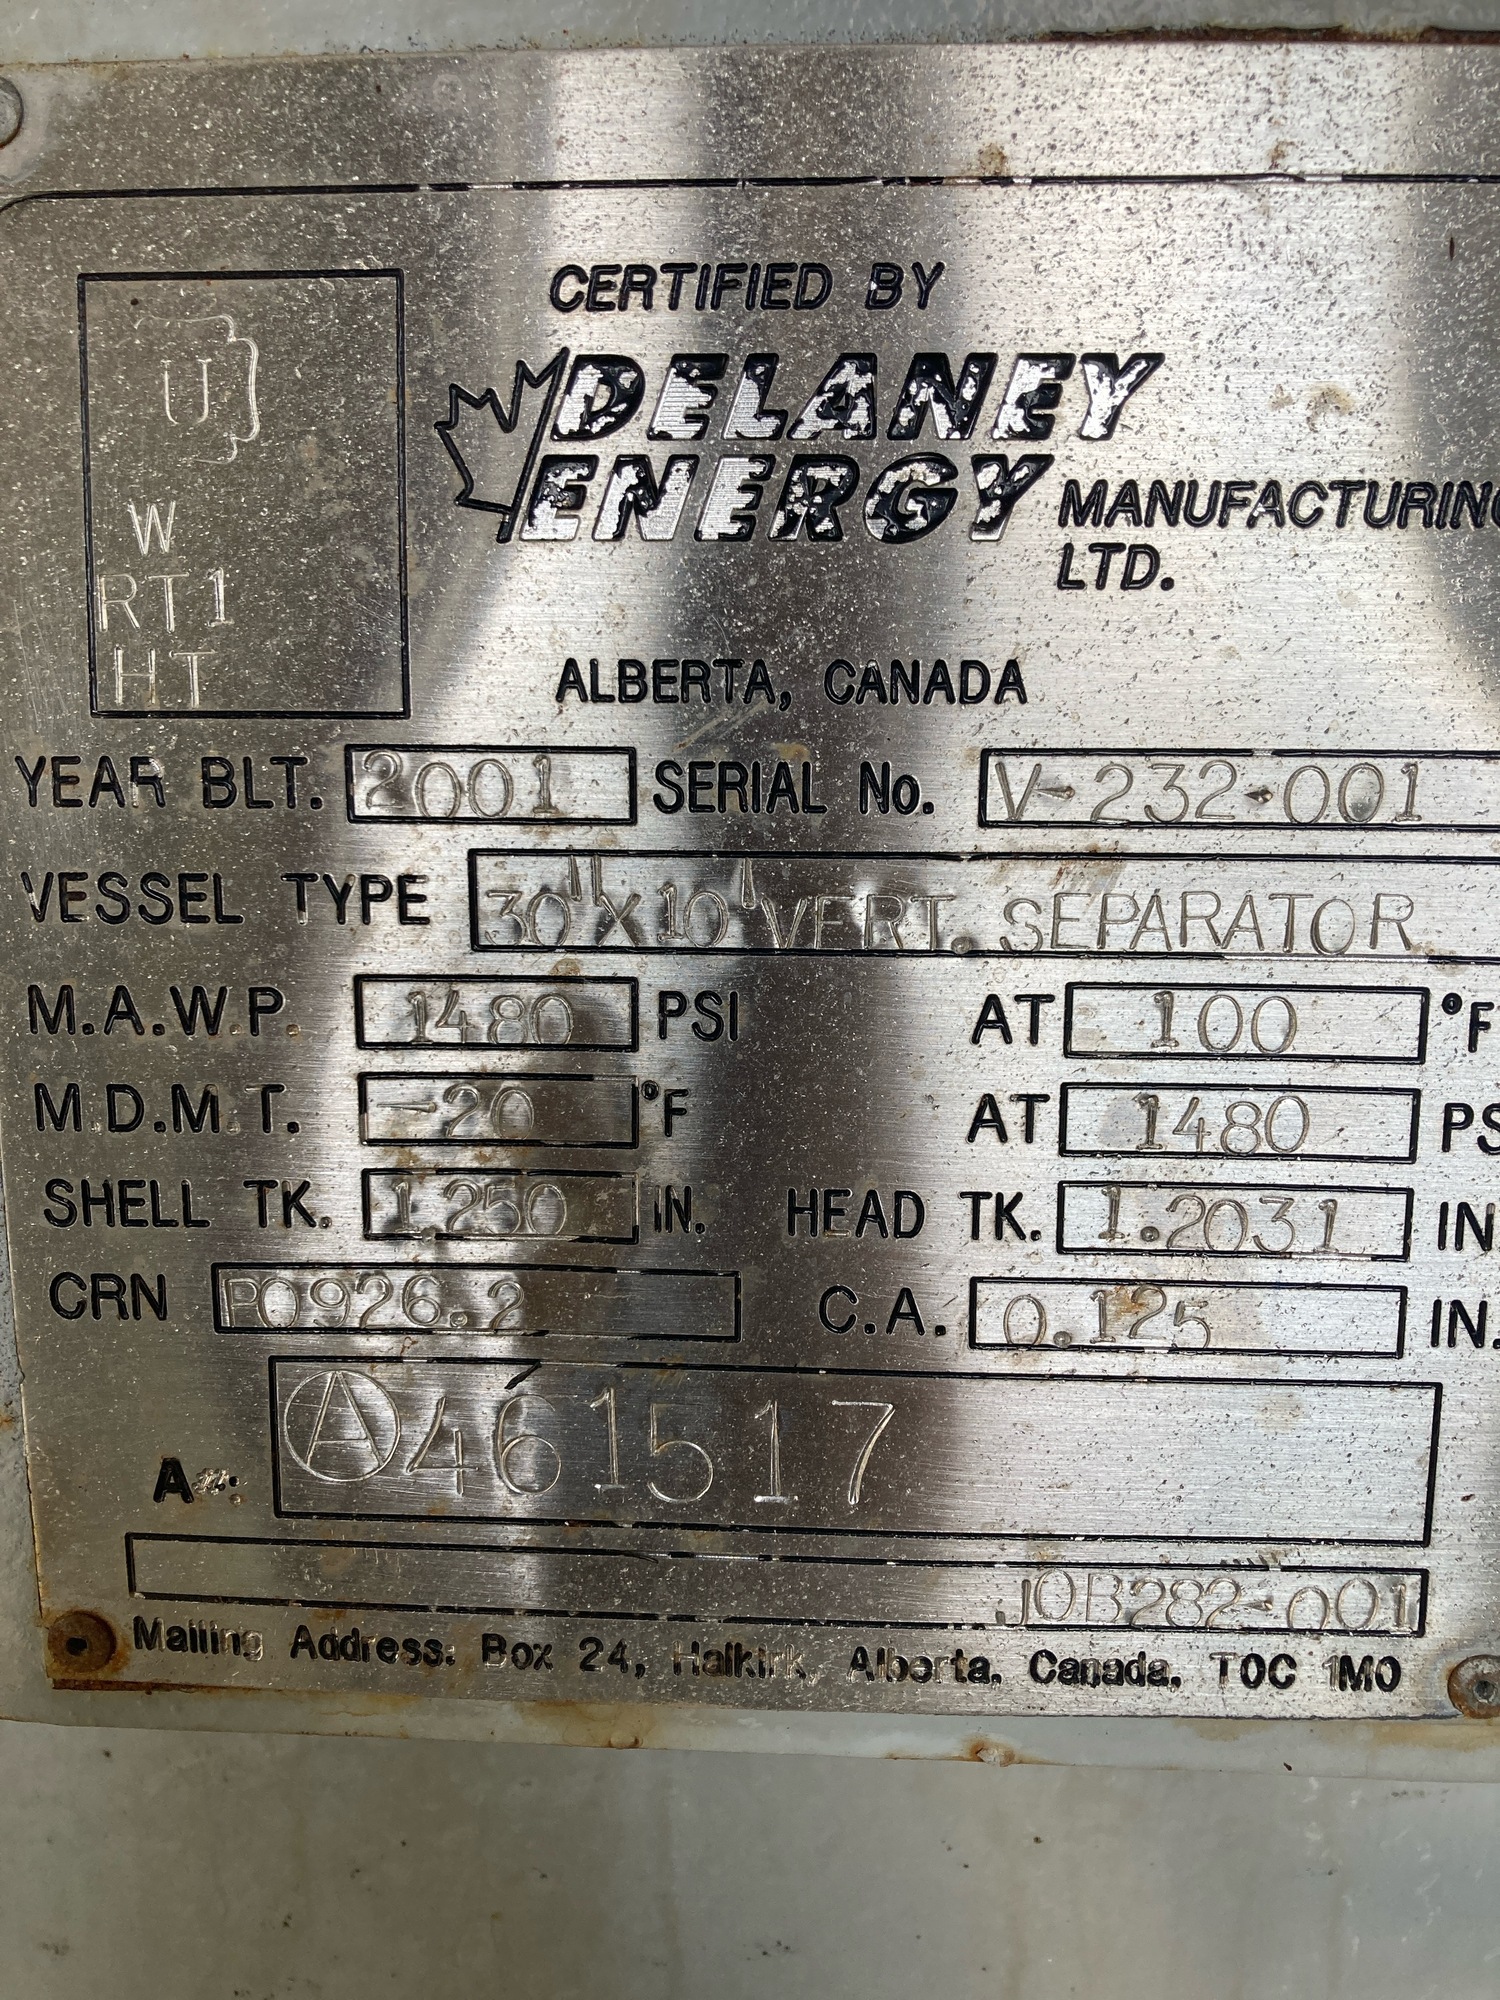 CERTIFIED BY
U
DELANEY
ENERGY MANUFACTURING
LTD.
W
RT1
HT
ALBERTA, CANADA
YEAR BLT. 2001 SERIAL No. V-232-001
VESSEL TYPE 30"X10' VERT. SEPARATOR
M.A.W.P. 1480 PSI AT 100 °F
M.D.M.T. -20 °F AT 1480 PS
SHELL TK. 1.250 IN. HEAD TK. 1.2031 IN
CRN P0926.2 C.A. 0.125 IN.
A#: A 461517
JOB282-001
Mailing Address: Box 24, Halkirk, Alberta, Canada, T0C 1M0